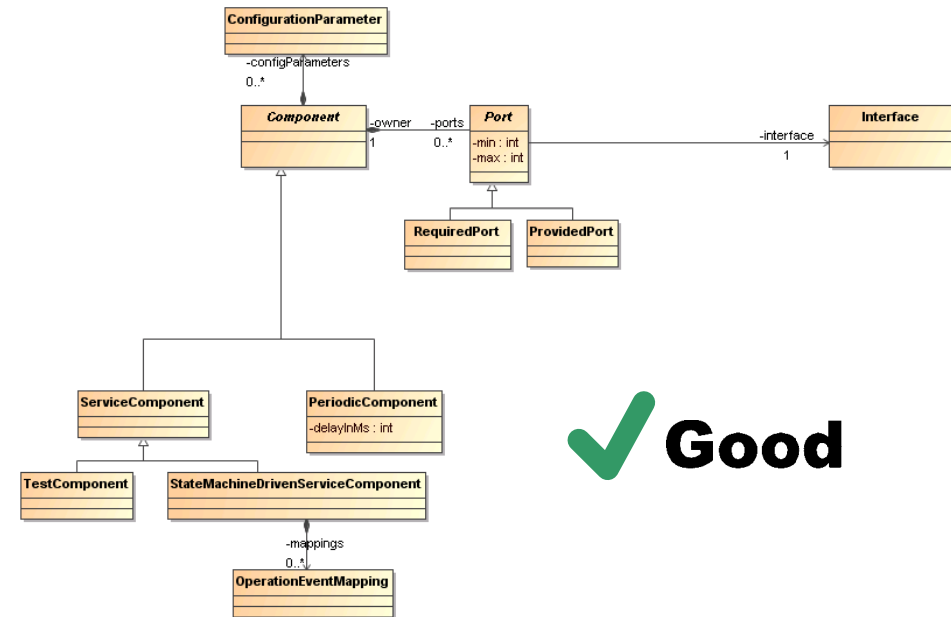 ConfigurationParameter
-configParameters
0..*
Component
-owner
1
-ports
0..*
Port
-min : int
-max : int
-interface
1
Interface
RequiredPort
ProvidedPort
ServiceComponent
PeriodicComponent
-delayInMs : int
Good
TestComponent
StateMachineDrivenServiceComponent
-mappings
0..*
OperationEventMapping